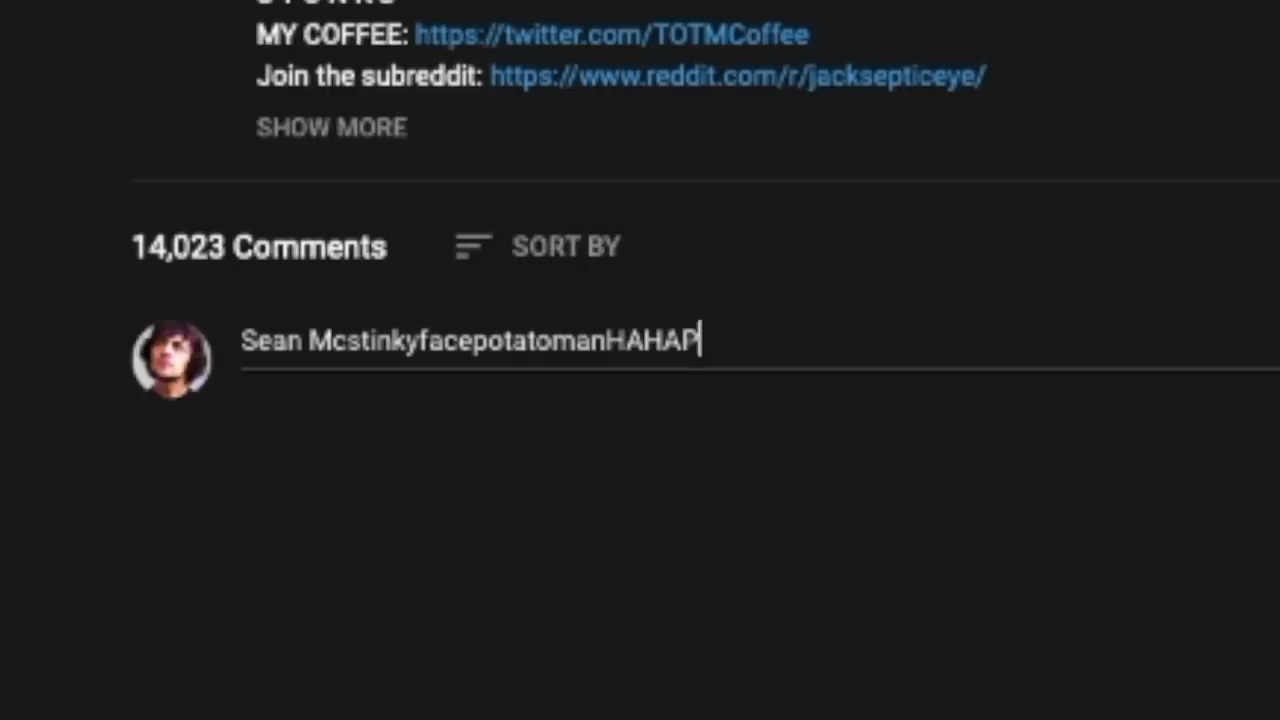 MY COFFEE: https://twitter.com/TOTMCoffee
Join the subreddit: https://www.reddit.com/r/jacksepticeye/
SHOW MORE
14,023 Comments SORT BY
Sean McstinkyfacepotatomanHAHAP